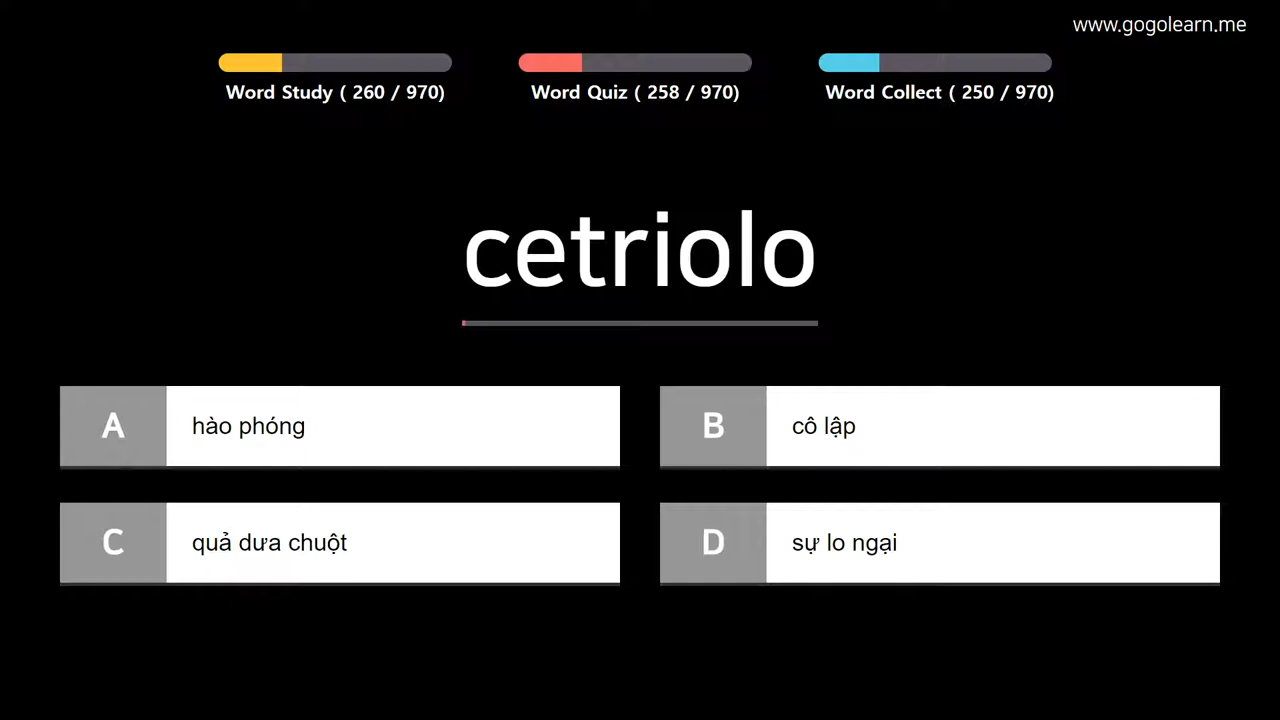 www.gogolearn.me
Word Study ( 260 / 970)
Word Quiz ( 258 / 970)
Word Collect ( 250 / 970)
cetriolo
A hào phóng
B cô lập
C quả dưa chuột
D sự lo ngại